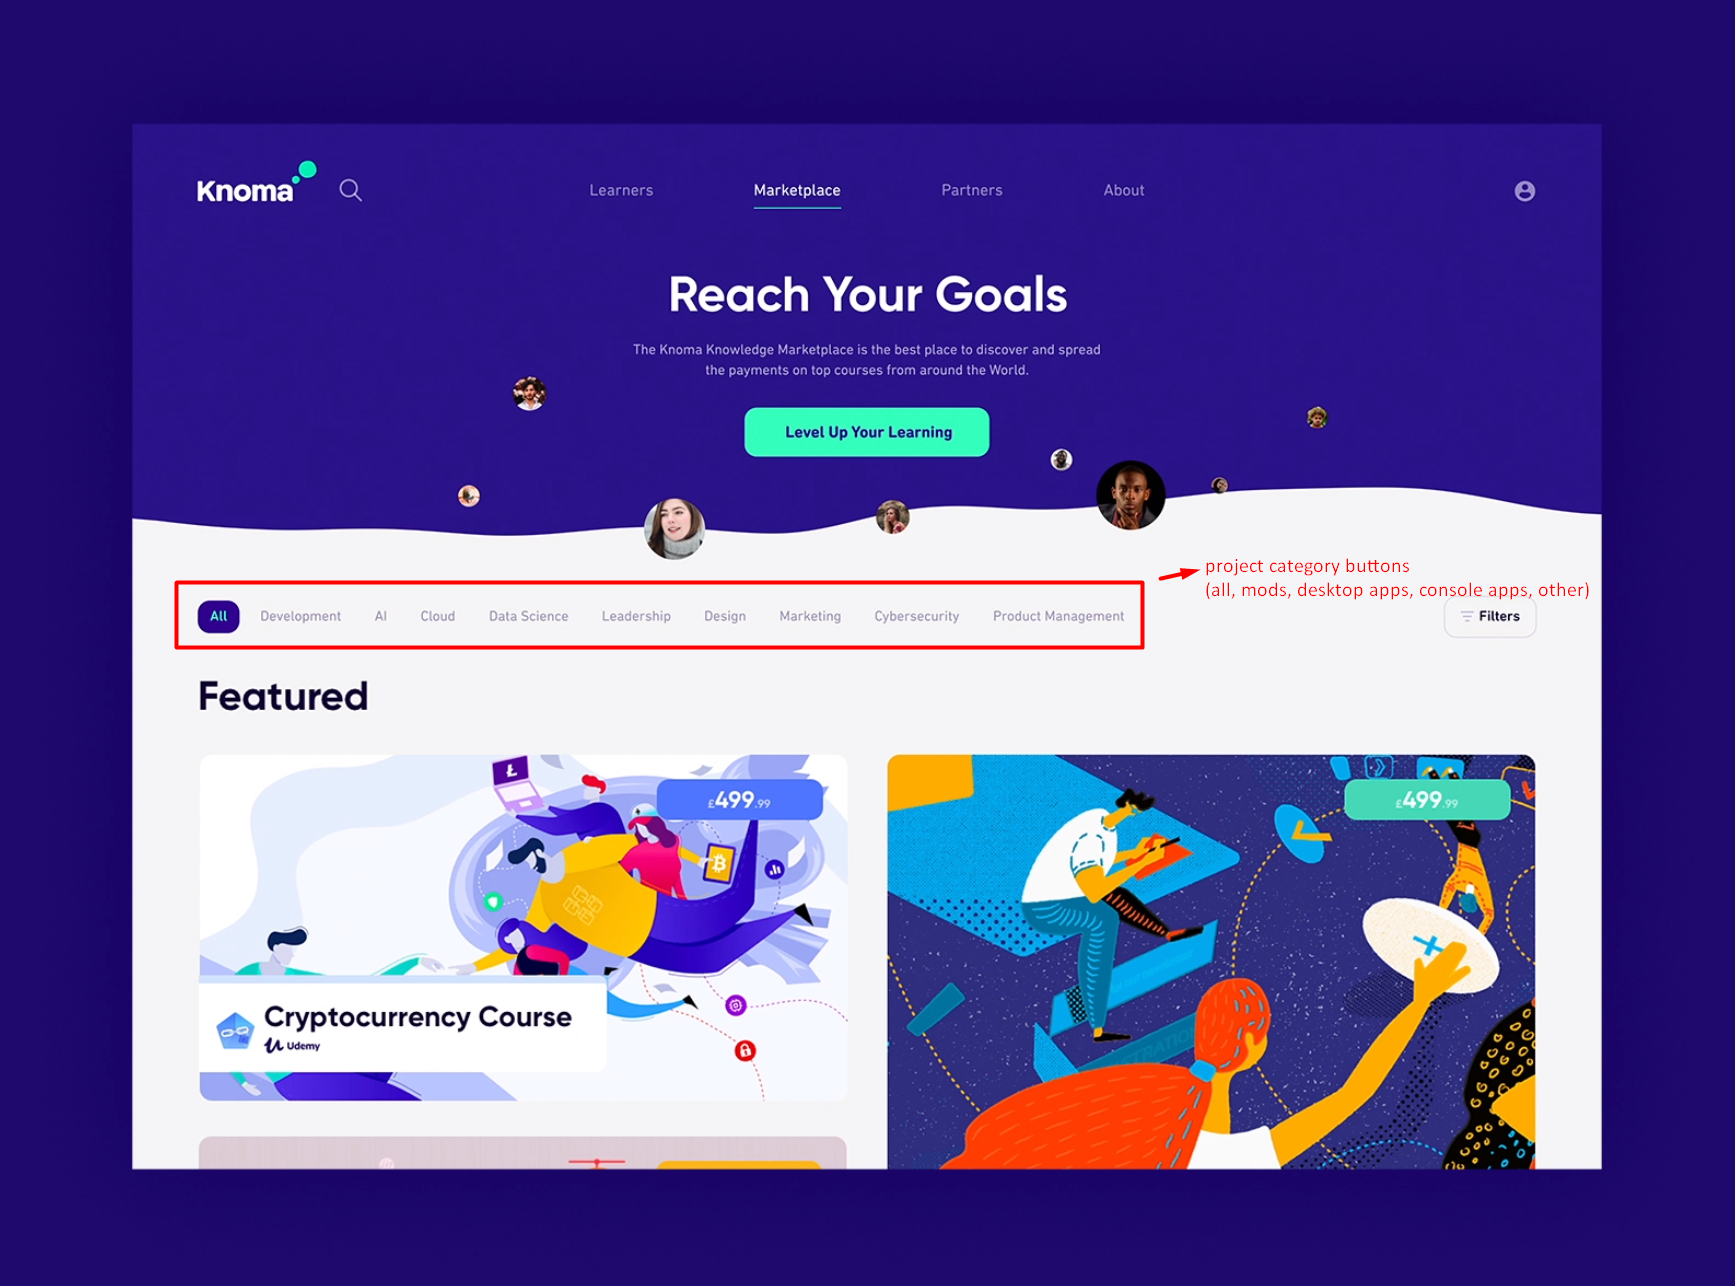 Knoma
Learners
Marketplace
Partners
About
Reach Your Goals
The Knoma Knowledge Marketplace is the best place to discover and spread
the payments on top courses from around the World.
Level Up Your Learning
project category buttons
(all, mods, desktop apps, console apps, other)
All
Development
AI
Cloud
Data Science
Leadership
Design
Marketing
Cybersecurity
Product Management
Filters
Featured
£499.99
£499.99
Cryptocurrency Course
Udemy